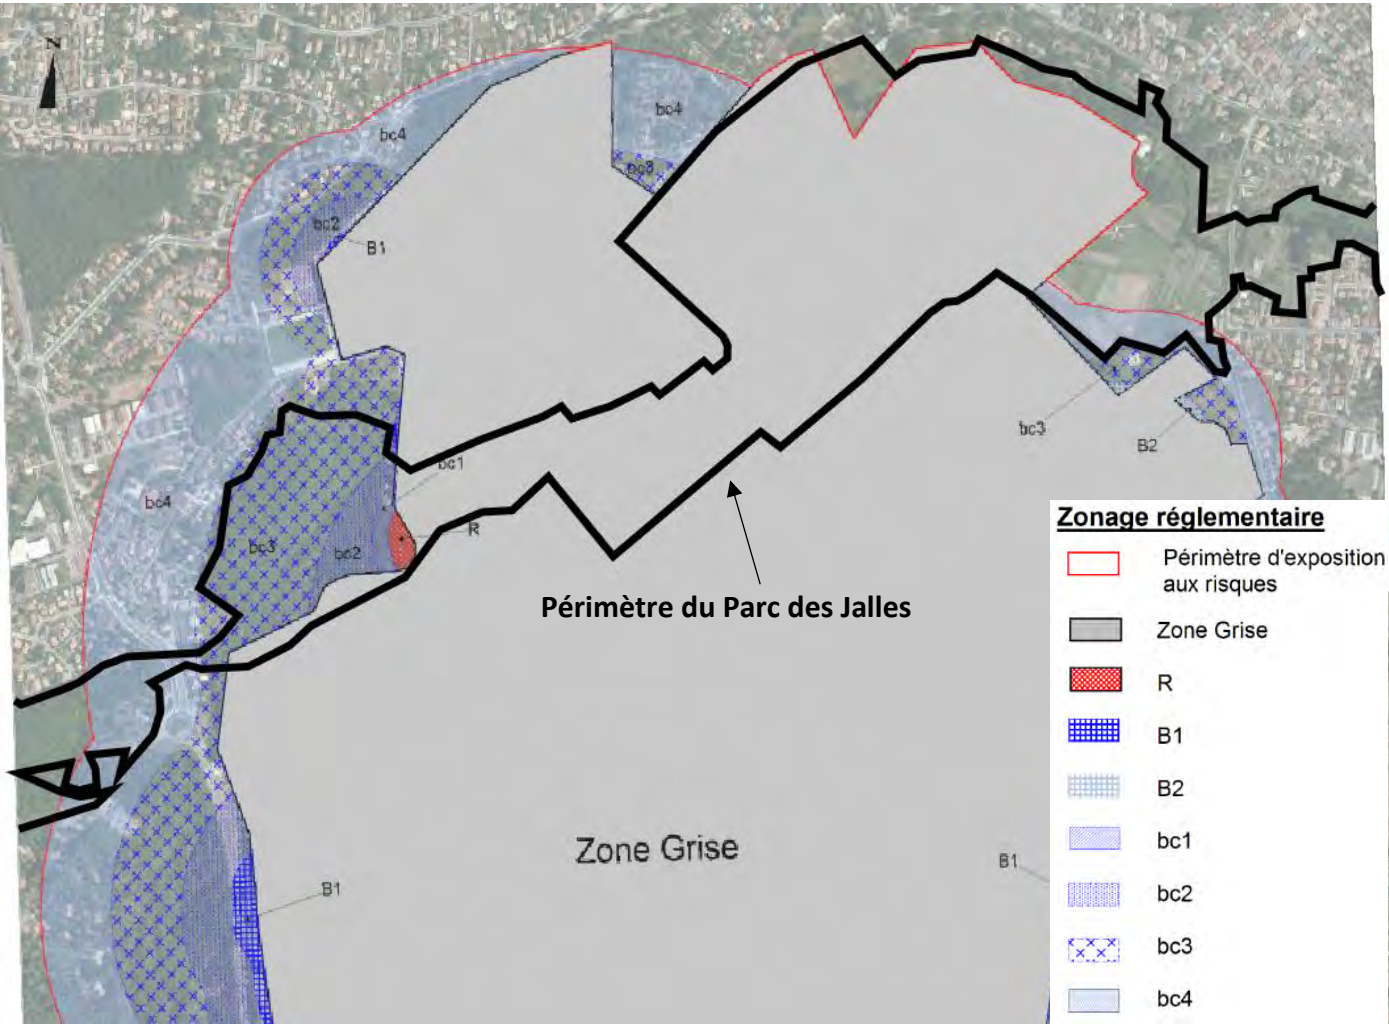 N
bc4
bc4
bc3
bc2
B1
bc3
B2
bc1
bc4
R
bc3
bc2
Périmètre du Parc des Jalles
Zone Grise
B1
B1
Zonage réglementaire
Périmètre d'exposition
aux risques
Zone Grise
R
B1
B2
bc1
bc2
bc3
bc4